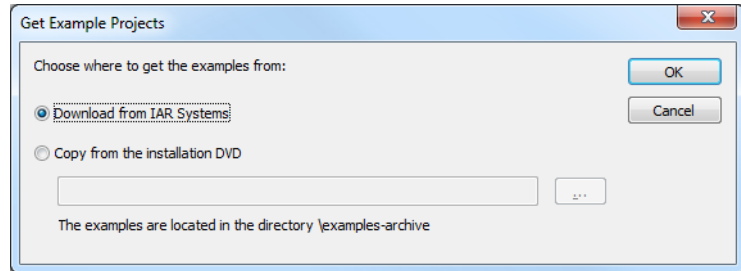 Get Example Projects
Choose where to get the examples from:
OK
Download from IAR Systems
Cancel
Copy from the installation DVD
...
The examples are located in the directory \examples-archive